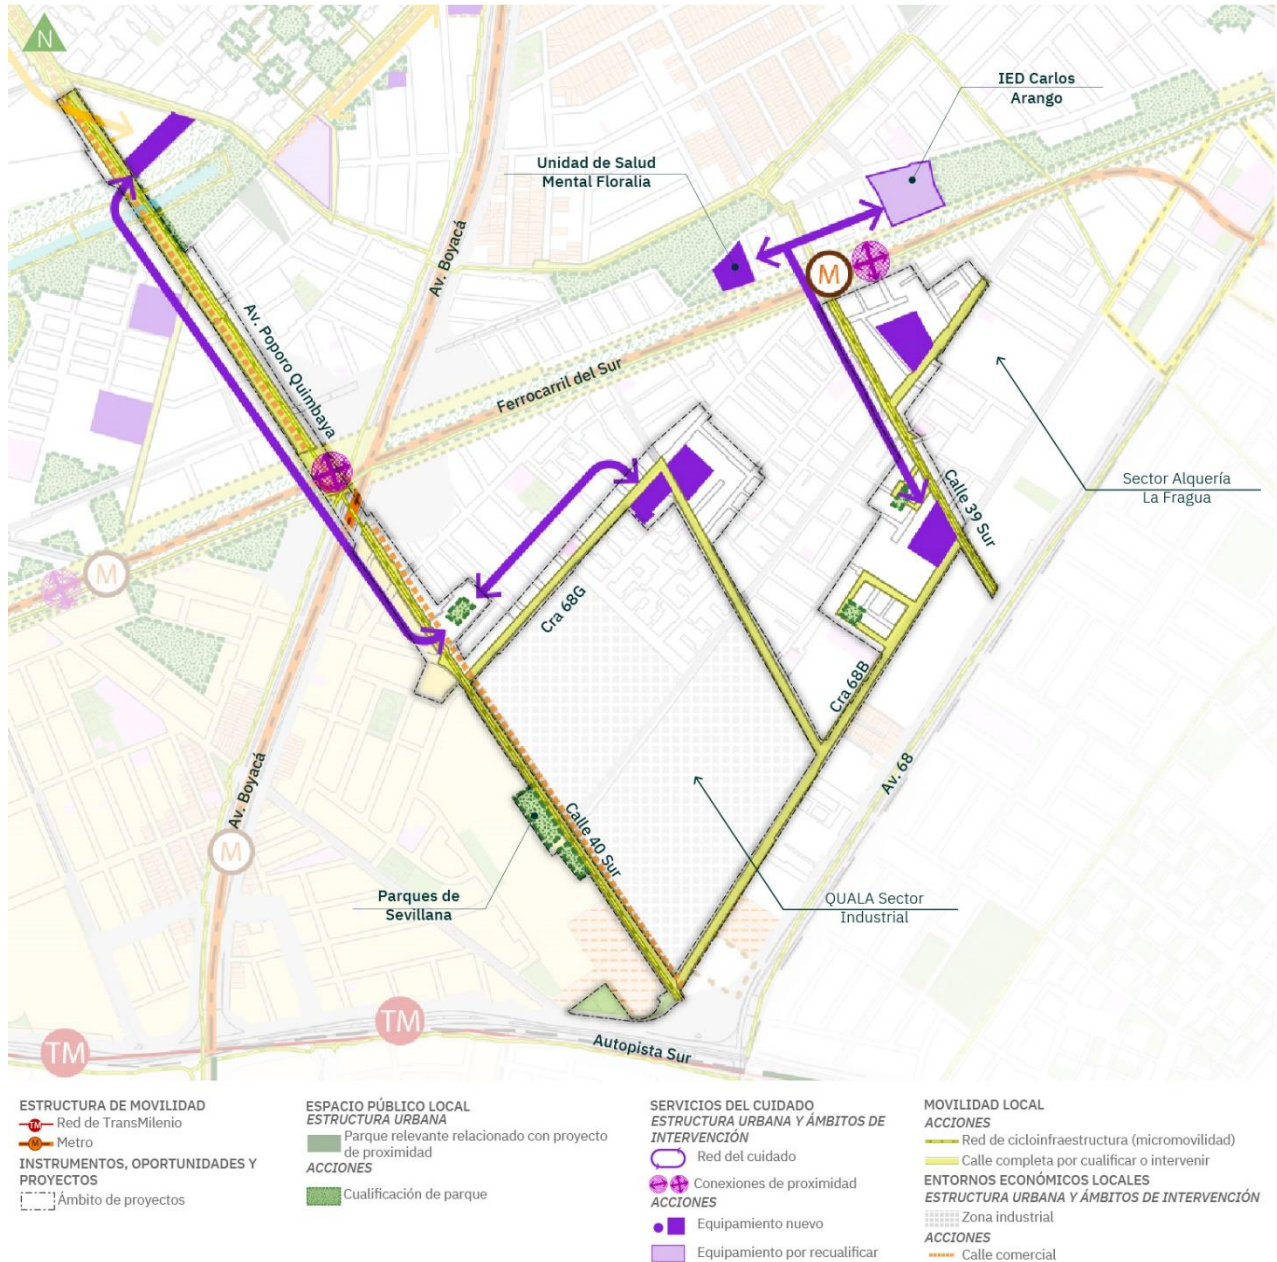 N
IED Carlos
Arango
Unidad de Salud
Mental Floralia
Av. Boyacá
M
Av. Poporo Quimbaya
Ferrocarril del Sur
Sector Alquería
La Fragua
Calle 39 Sur
M
Cra 68G
Cra 68B
Av. 68
Av. Boyacá
M
Calle 40 Sur
Parques de
Sevillana
QUALA Sector
Industrial
TM
TM
Autopista Sur
ESTRUCTURA DE MOVILIDAD
TM Red de TransMilenio
M Metro
INSTRUMENTOS, OPORTUNIDADES Y
PROYECTOS
Ámbito de proyectos
ESPACIO PÚBLICO LOCAL
ESTRUCTURA URBANA
Parque relevante relacionado con proyecto
de proximidad
ACCIONES
Cualificación de parque
SERVICIOS DEL CUIDADO
ESTRUCTURA URBANA Y ÁMBITOS DE
INTERVENCIÓN
Red del cuidado
Conexiones de proximidad
ACCIONES
Equipamiento nuevo
Equipamiento por recualificar
MOVILIDAD LOCAL
ACCIONES
Red de cicloinfraestructura (micromovilidad)
Calle completa por cualificar o intervenir
ENTORNOS ECONÓMICOS LOCALES
ESTRUCTURA URBANA Y ÁMBITOS DE INTERVENCIÓN
Zona industrial
ACCIONES
Calle comercial